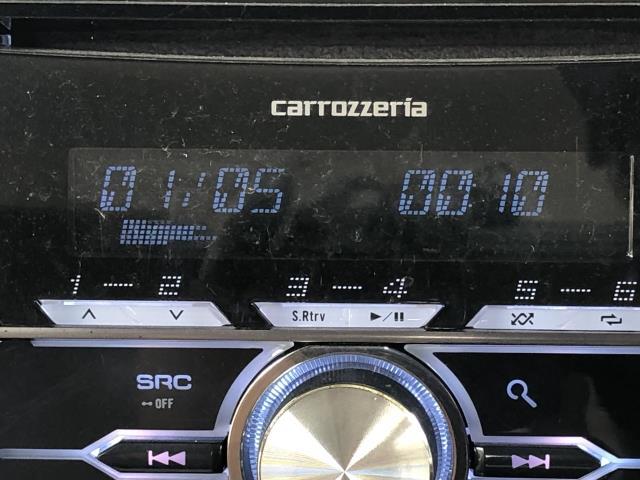 carrozzeria
01/05 0010
1 — 2 3 — 4 5 — 6
S.Rtrv
SRC
OFF